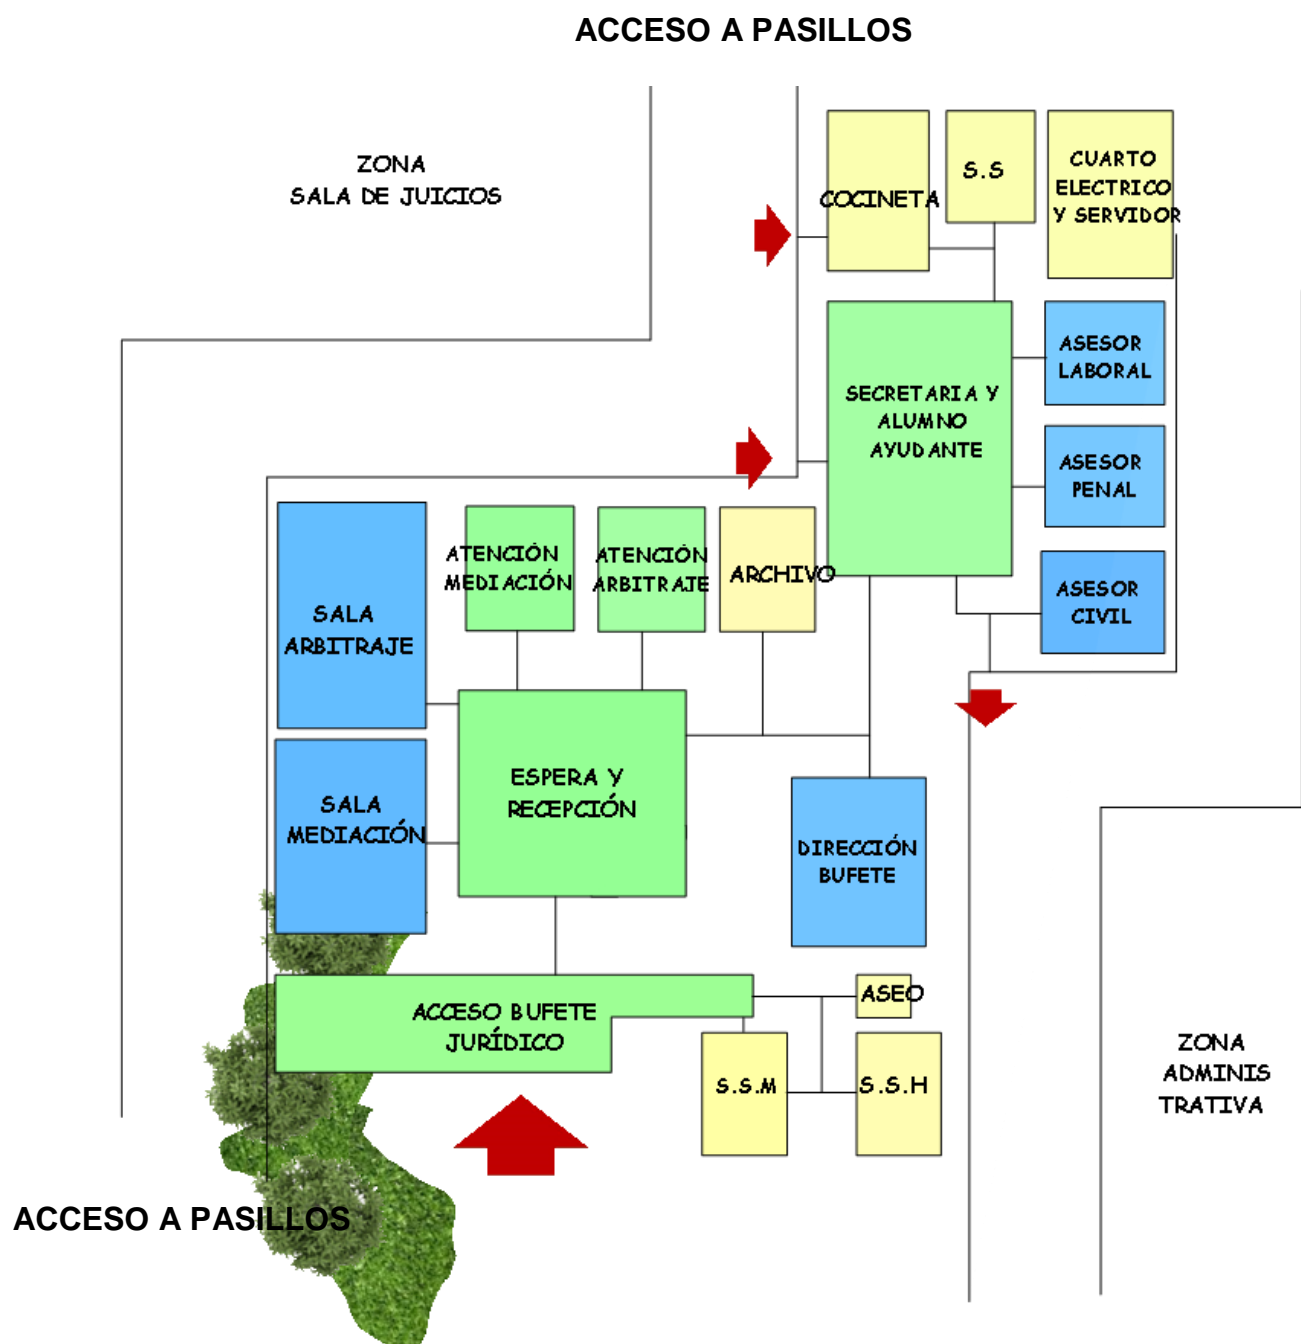 ACCESO A PASILLOS
ZONA
SALA DE JUICIOS
COCINETA
S.S
CUARTO
ELECTRICO
Y SERVIDOR
SECRETARIA Y
ALUMNO
AYUDANTE
ASESOR
LABORAL
ASESOR
PENAL
ASESOR
CIVIL
SALA
ARBITRAJE
ATENCIÓN
MEDIACIÓN
ATENCIÓN
ARBITRAJE
ARCHIVO
SALA
MEDIACIÓN
ESPERA Y
RECEPCIÓN
DIRECCIÓN
BUFETE
ACCESO BUFETE
JURÍDICO
ASEO
S.S.M
S.S.H
ZONA
ADMINIS
TRATIVA
ACCESO A PASILLOS